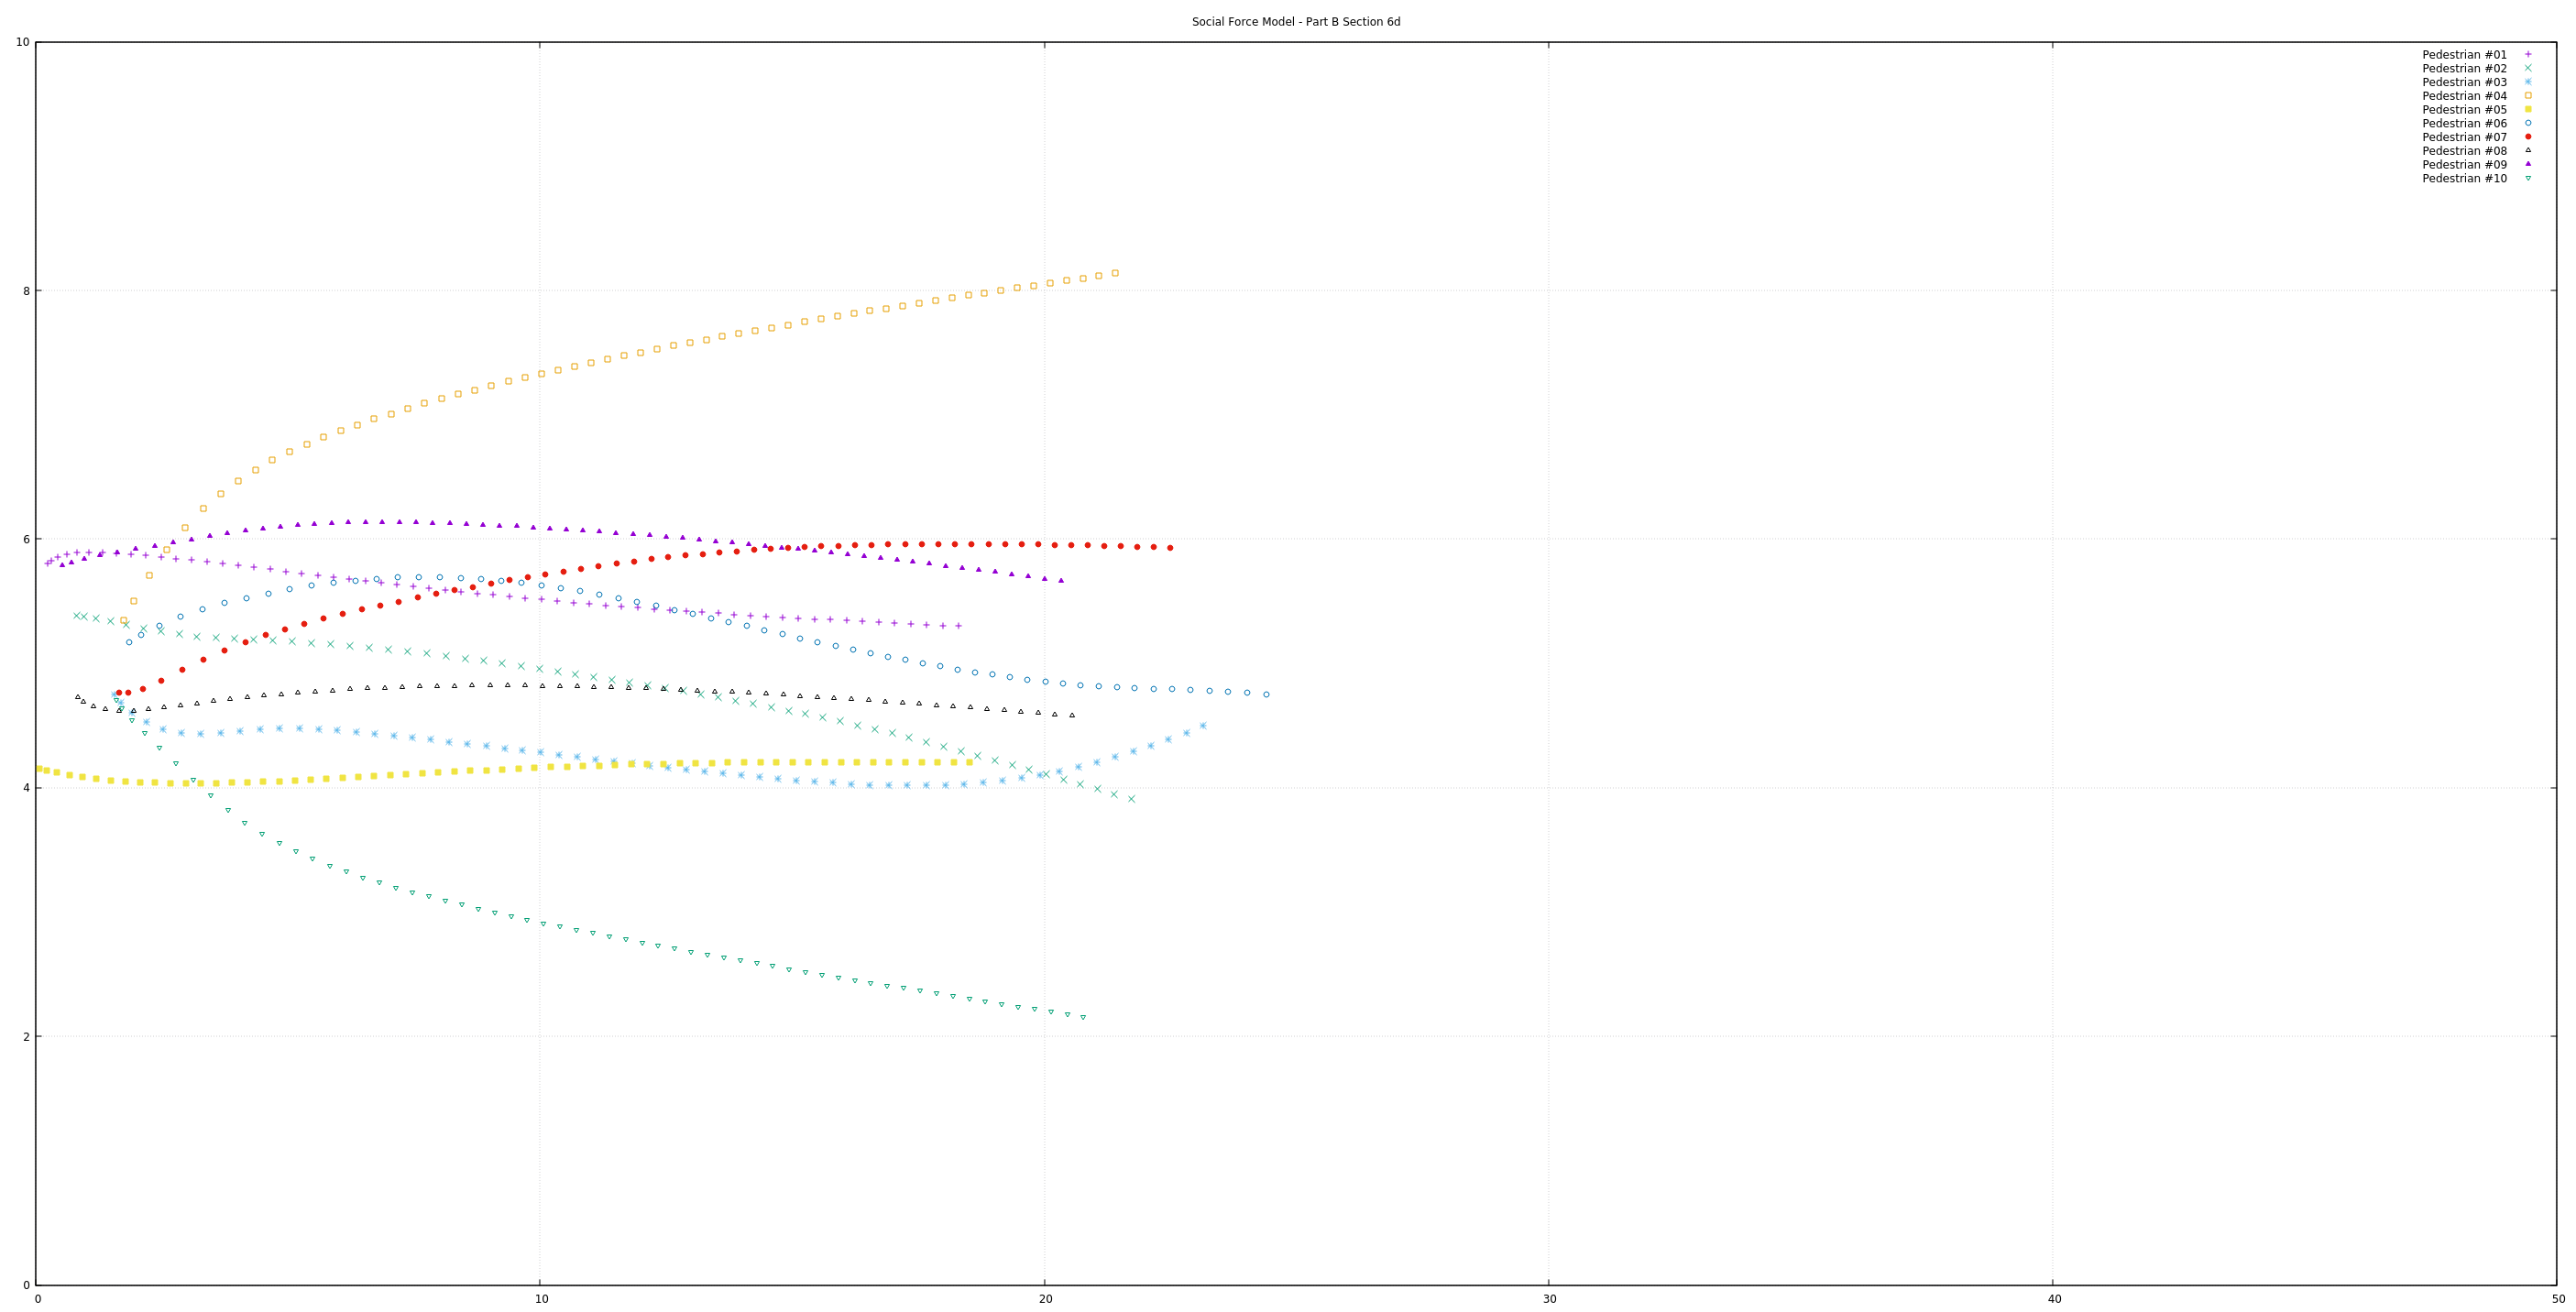 Social Force Model - Part B Section 6d
10
8
6
4
2
0
0 10 20 30 40 50
Pedestrian #01
Pedestrian #02
Pedestrian #03
Pedestrian #04
Pedestrian #05
Pedestrian #06
Pedestrian #07
Pedestrian #08
Pedestrian #09
Pedestrian #10